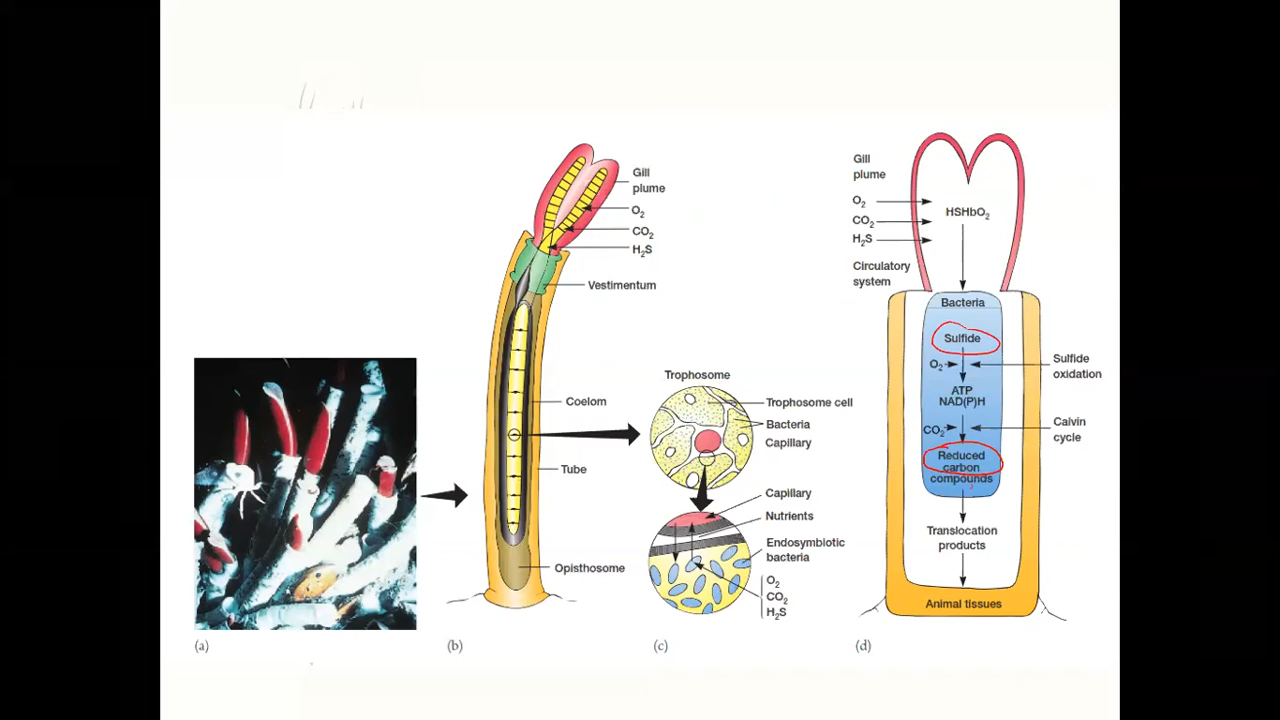 Gill
plume
O2
CO2
H2S
Vestimentum
Coelom
Tube
Opisthosome
Trophosome
Trophosome cell
Bacteria
Capillary
Capillary
Nutrients
Endosymbiotic
bacteria
O2
CO2
H2S
Gill
plume
O2
CO2
H2S
HSHbO2
Circulatory
system
Bacteria
Sulfide
O2
Sulfide
oxidation
ATP
NAD(P)H
CO2
Calvin
cycle
Reduced
carbon
compounds
Translocation
products
Animal tissues
(a)
(b)
(c)
(d)